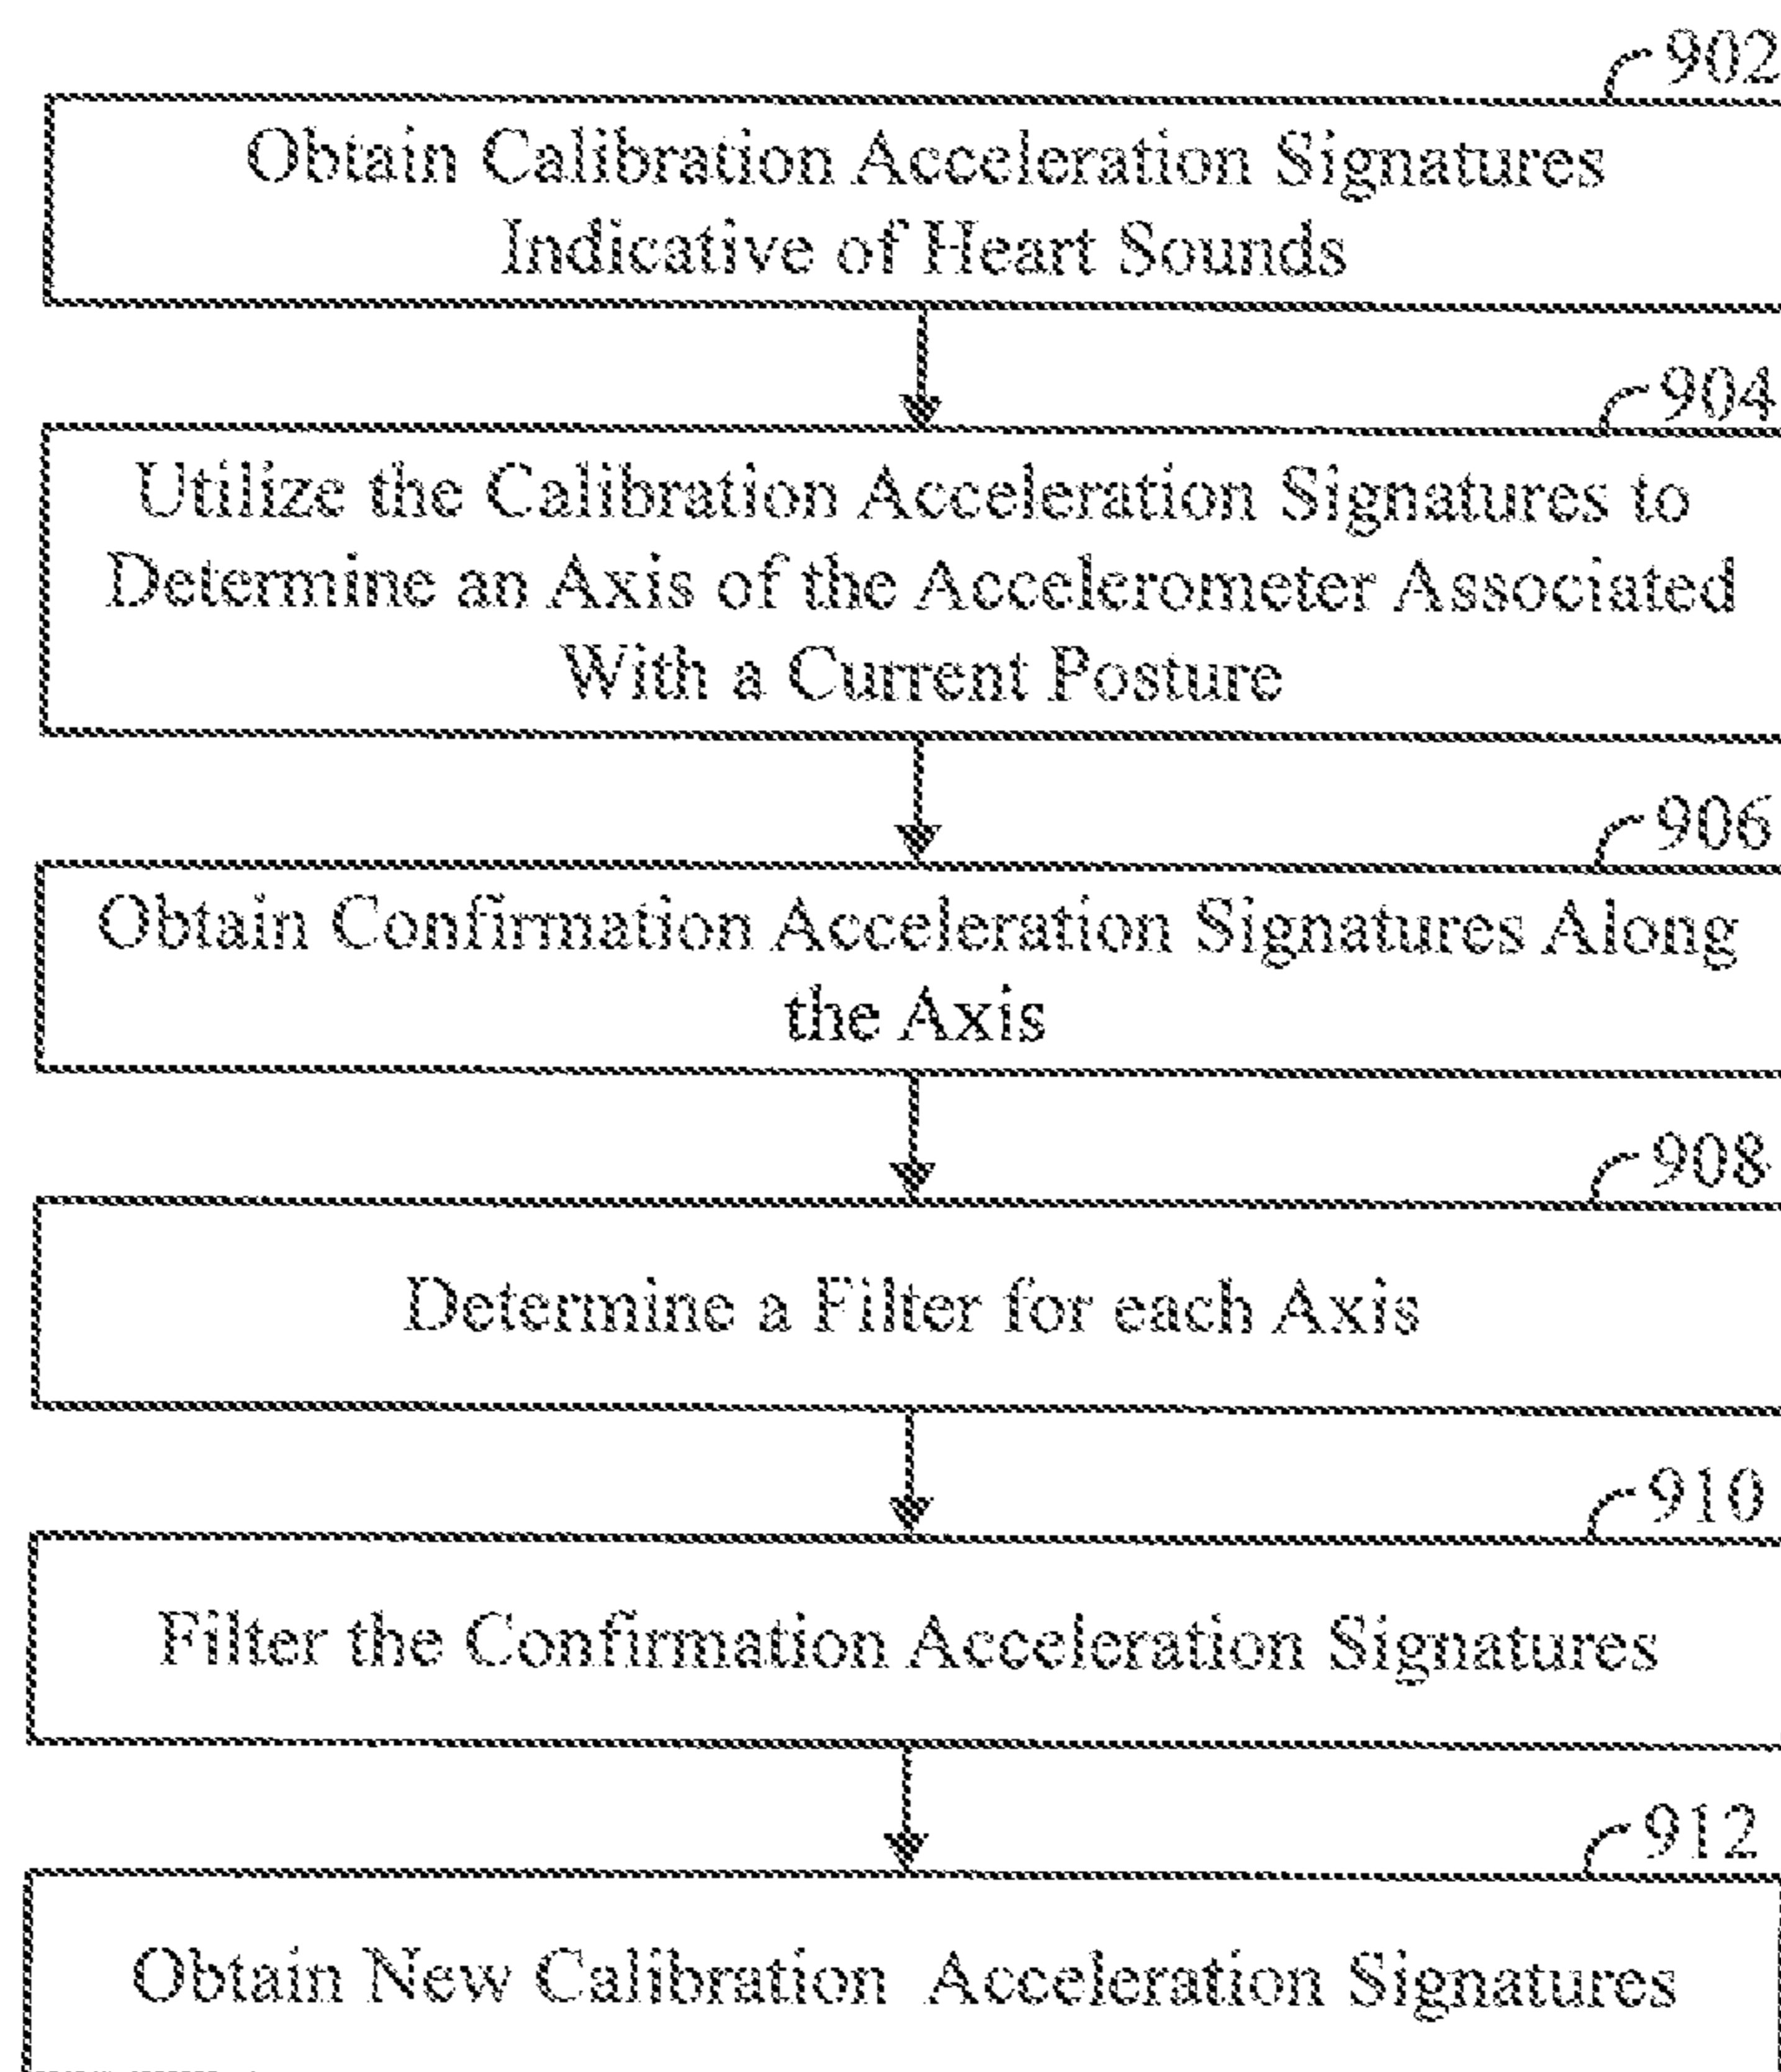 902
Obtain Calibration Acceleration Signatures
Indicative of Heart Sounds
904
Utilize the Calibration Acceleration Signatures to
Determine an Axis of the Accelerometer Associated
With a Current Posture
906
Obtain Confirmation Acceleration Signatures Along
the Axis
908
Determine a Filter for each Axis
910
Filter the Confirmation Acceleration Signatures
912
Obtain New Calibration Acceleration Signatures